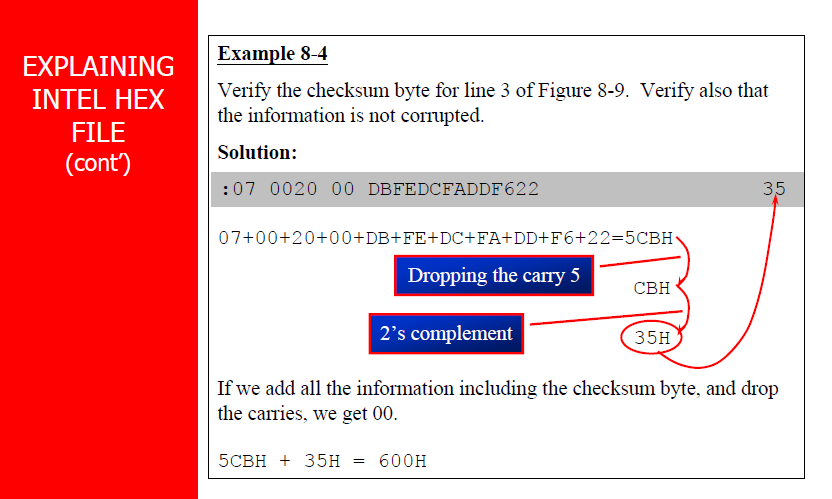 EXPLAINING
INTEL HEX
FILE
(cont’)
Example 8-4
Verify the checksum byte for line 3 of Figure 8-9. Verify also that
the information is not corrupted.
Solution:
:07 0020 00 DBFEDCFADDF622 35
07+00+20+00+DB+FE+DC+FA+DD+F6+22=5CBH
Dropping the carry 5
CBH
2’s complement
35H
If we add all the information including the checksum byte, and drop
the carries, we get 00.
5CBH + 35H = 600H